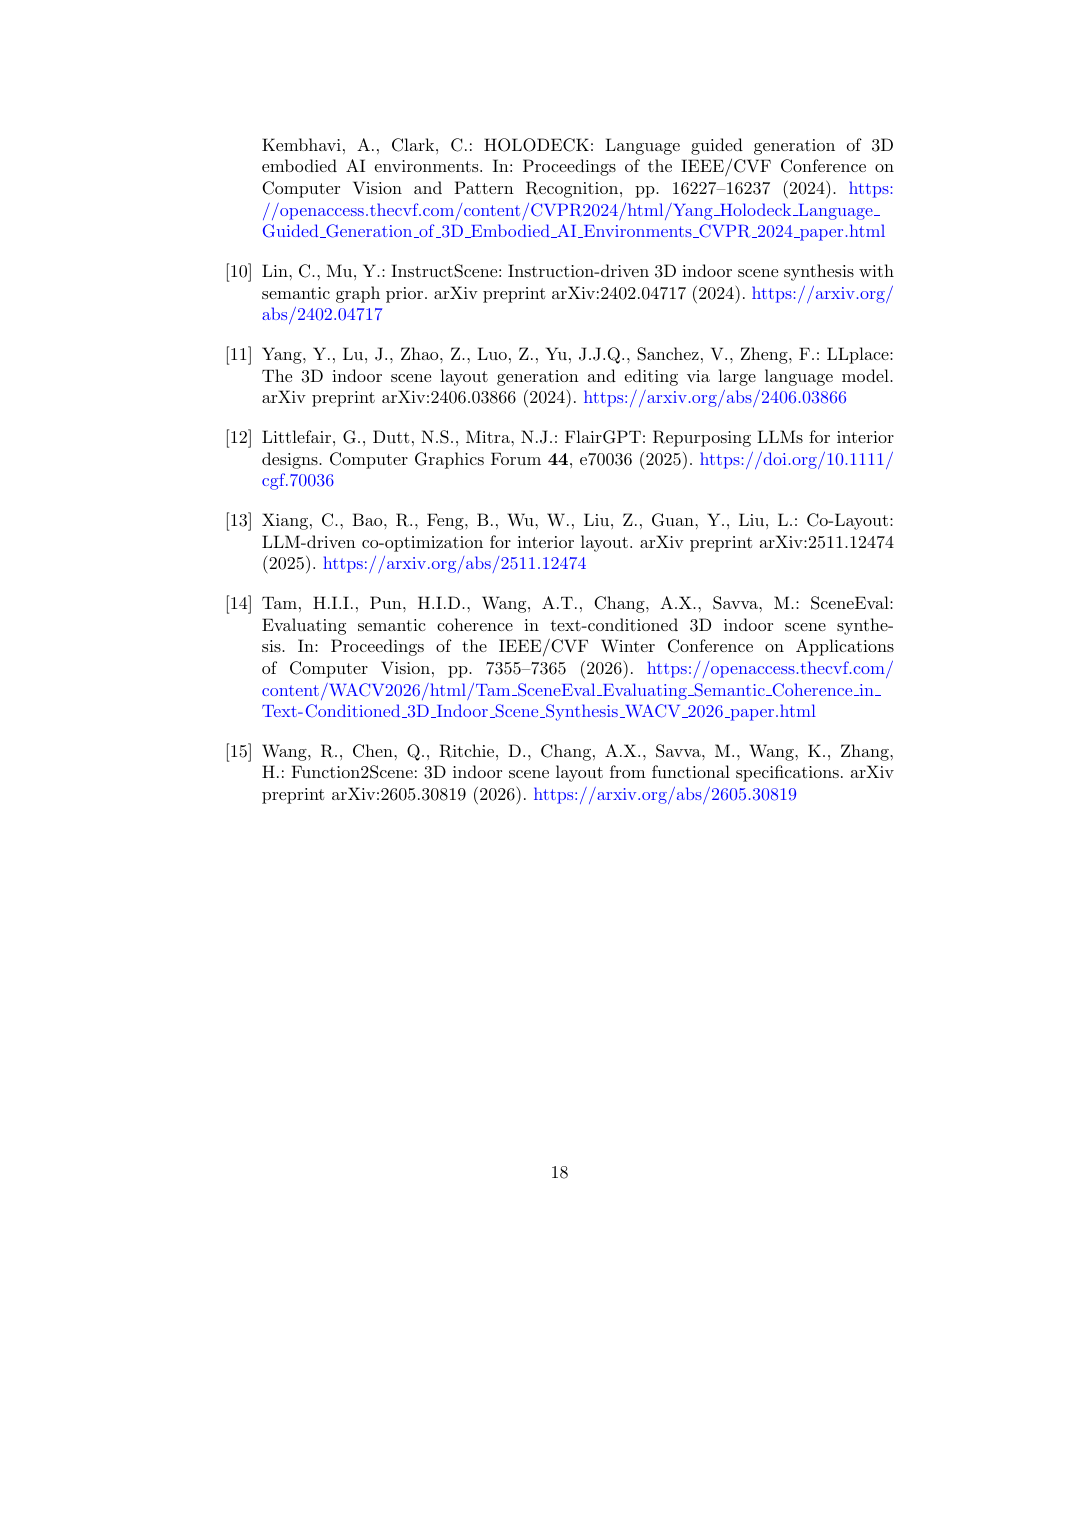 Kembhavi, A., Clark, C.: HOLODECK: Language guided generation of 3D
embodied AI environments. In: Proceedings of the IEEE/CVF Conference on
Computer Vision and Pattern Recognition, pp. 16227–16237 (2024). https:
//openaccess.thecvf.com/content/CVPR2024/html/Yang_Holodeck_Language_
Guided_Generation_of_3D_Embodied_AI_Environments_CVPR_2024_paper.html
[10] Lin, C., Mu, Y.: InstructScene: Instruction-driven 3D indoor scene synthesis with
semantic graph prior. arXiv preprint arXiv:2402.04717 (2024). https://arxiv.org/
abs/2402.04717
[11] Yang, Y., Lu, J., Zhao, Z., Luo, Z., Yu, J.J.Q., Sanchez, V., Zheng, F.: LLplace:
The 3D indoor scene layout generation and editing via large language model.
arXiv preprint arXiv:2406.03866 (2024). https://arxiv.org/abs/2406.03866
[12] Littlefair, G., Dutt, N.S., Mitra, N.J.: FlairGPT: Repurposing LLMs for interior
designs. Computer Graphics Forum 44, e70036 (2025). https://doi.org/10.1111/
cgf.70036
[13] Xiang, C., Bao, R., Feng, B., Wu, W., Liu, Z., Guan, Y., Liu, L.: Co-Layout:
LLM-driven co-optimization for interior layout. arXiv preprint arXiv:2511.12474
(2025). https://arxiv.org/abs/2511.12474
[14] Tam, H.I.I., Pun, H.I.D., Wang, A.T., Chang, A.X., Savva, M.: SceneEval:
Evaluating semantic coherence in text-conditioned 3D indoor scene synthe-
sis. In: Proceedings of the IEEE/CVF Winter Conference on Applications
of Computer Vision, pp. 7355–7365 (2026). https://openaccess.thecvf.com/
content/WACV2026/html/Tam_SceneEval_Evaluating_Semantic_Coherence_in_
Text-Conditioned_3D_Indoor_Scene_Synthesis_WACV_2026_paper.html
[15] Wang, R., Chen, Q., Ritchie, D., Chang, A.X., Savva, M., Wang, K., Zhang,
H.: Function2Scene: 3D indoor scene layout from functional specifications. arXiv
preprint arXiv:2605.30819 (2026). https://arxiv.org/abs/2605.30819
18